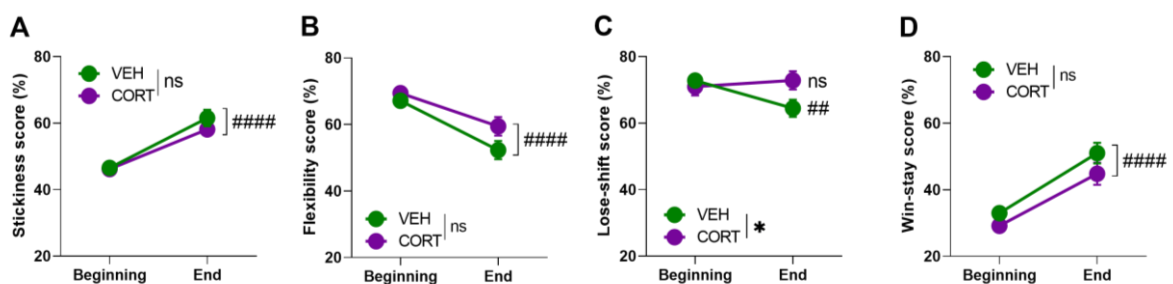 A
Stickiness score (%)
80
60
40
20
VEH
CORT
ns
####
Beginning
End
B
Flexibility score (%)
80
60
40
20
VEH
CORT
ns
####
Beginning
End
C
Lose-shift score (%)
80
60
40
20
ns
##
VEH
CORT
*
Beginning
End
D
Win-stay score (%)
80
60
40
20
VEH
CORT
ns
####
Beginning
End